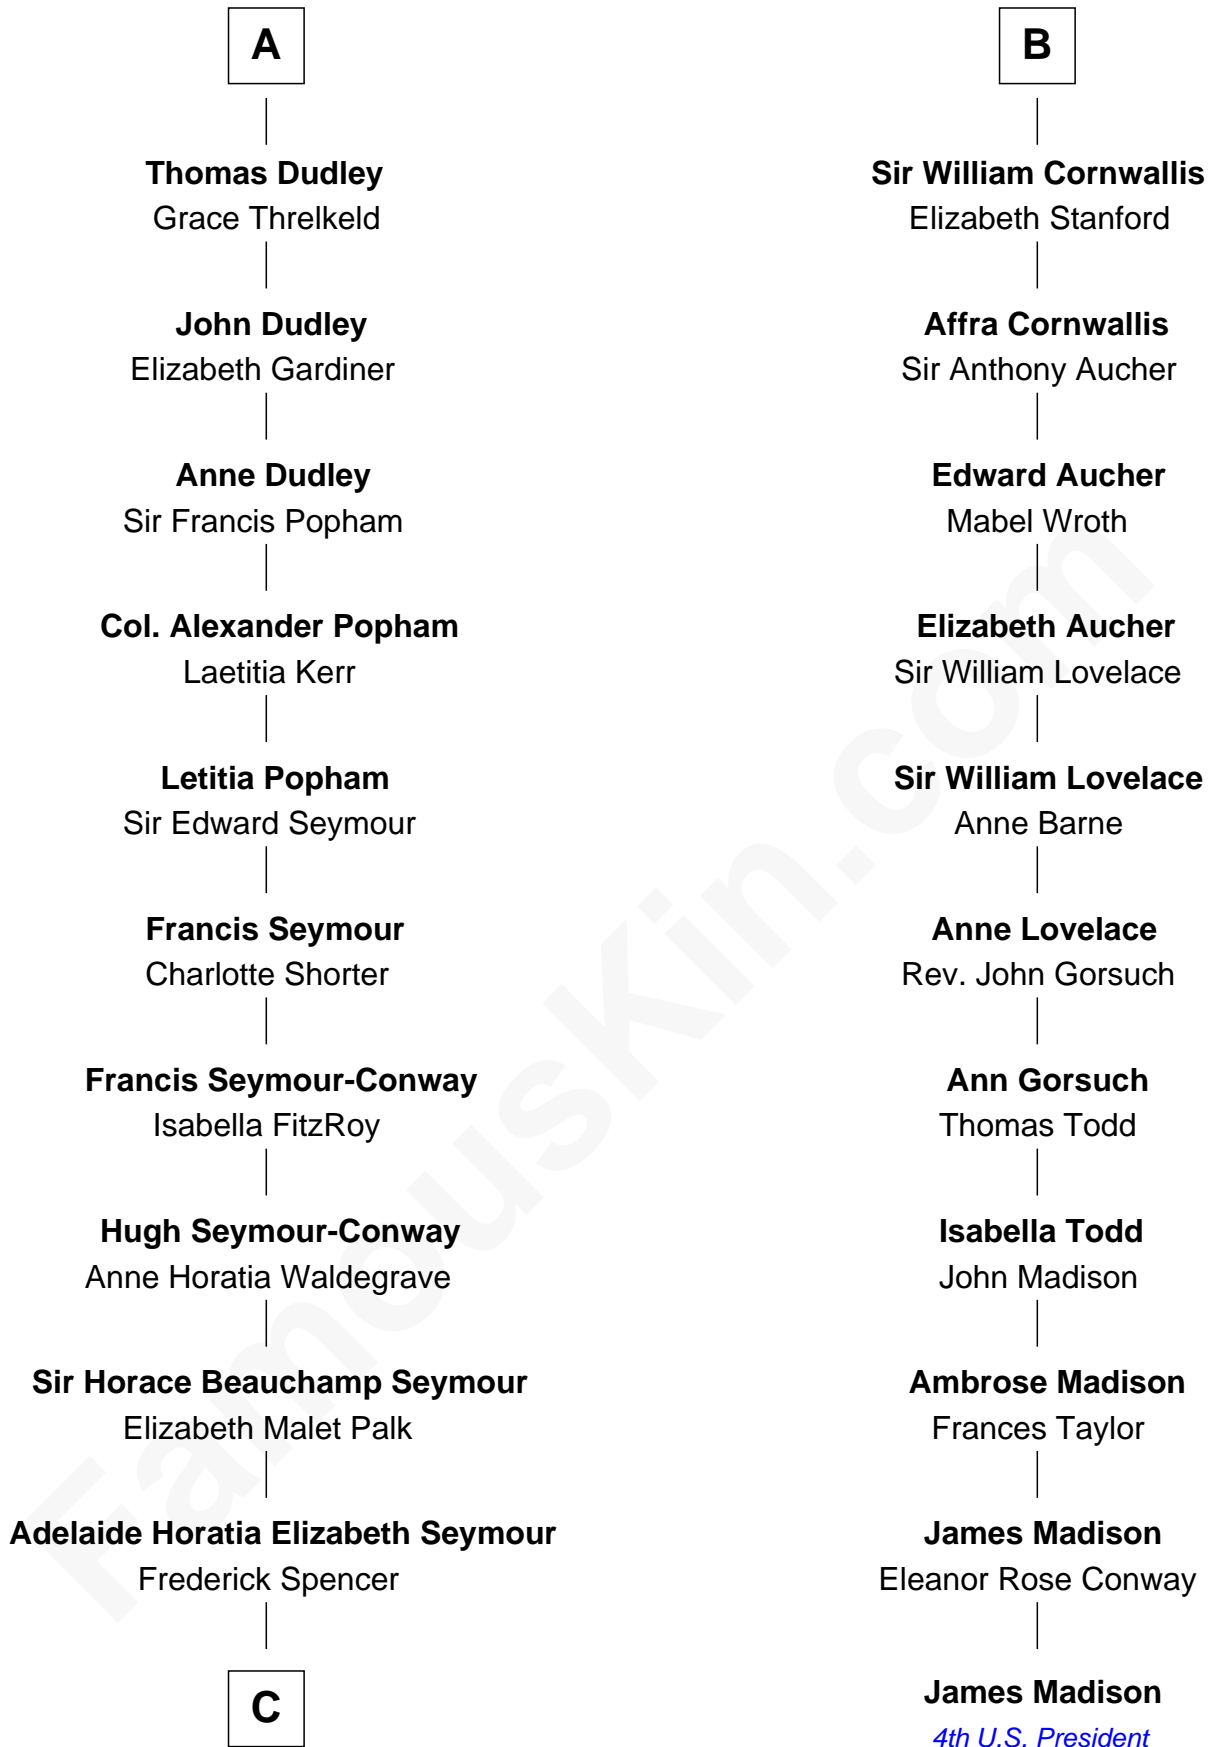 A
Thomas Dudley
Grace Threlkeld
John Dudley
Elizabeth Gardiner
Anne Dudley
Sir Francis Popham
Col. Alexander Popham
Laetitia Kerr
Letitia Popham
Sir Edward Seymour
Francis Seymour
Charlotte Shorter
Francis Seymour-Conway
Isabella FitzRoy
Hugh Seymour-Conway
Anne Horatia Waldegrave
Sir Horace Beauchamp Seymour
Elizabeth Malet Palk
Adelaide Horatia Elizabeth Seymour
Frederick Spencer
C
B
Sir William Cornwallis
Elizabeth Stanford
Affra Cornwallis
Sir Anthony Aucher
Edward Aucher
Mabel Wroth
Elizabeth Aucher
Sir William Lovelace
Sir William Lovelace
Anne Barne
Anne Lovelace
Rev. John Gorsuch
Ann Gorsuch
Thomas Todd
Isabella Todd
John Madison
Ambrose Madison
Frances Taylor
James Madison
Eleanor Rose Conway
James Madison
4th U.S. President
FamousKin.com